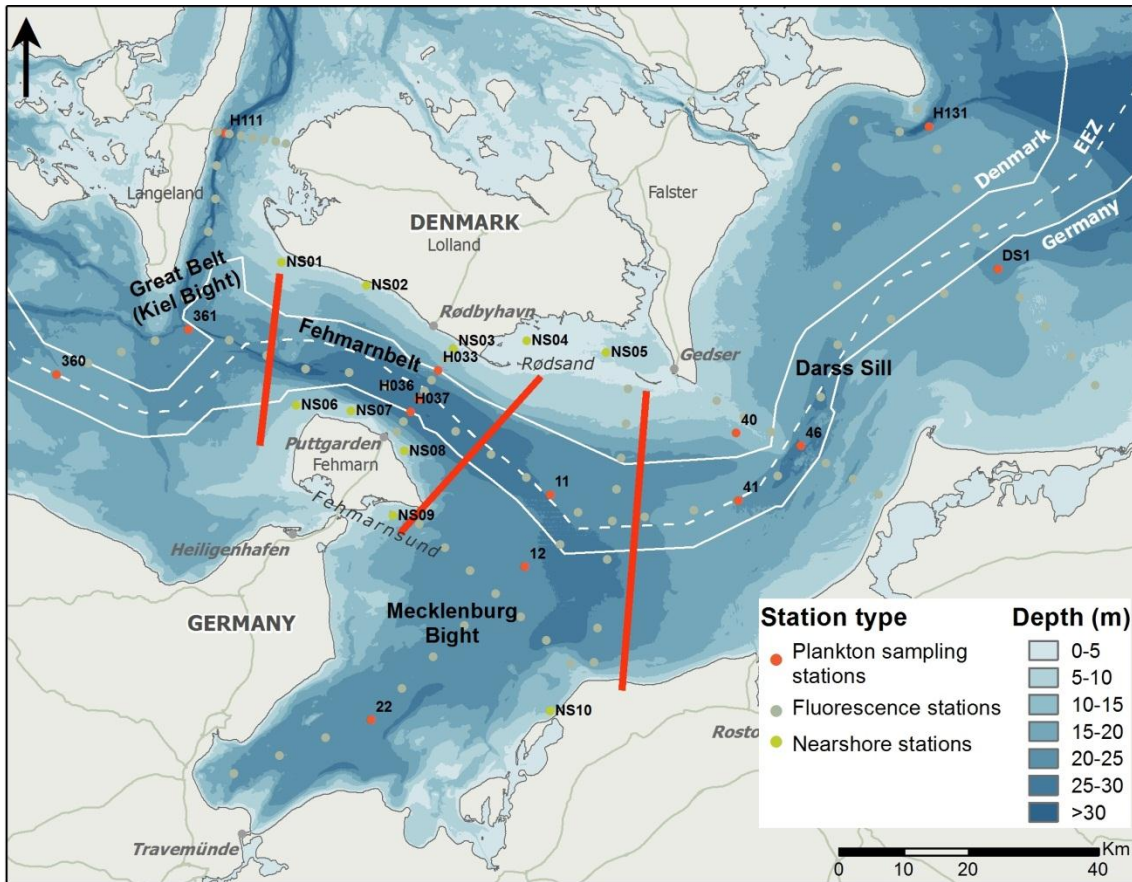 H111
H131
Langeland
Falster
Denmark
EEZ
Germany
DENMARK
Lolland
DS1
NS01
NS02
Great Belt
(Kiel Bight)
361
Rødbyhavn
Fehmarnbelt
NS03
NS04
H033
Rødsand
NS05
Gedser
360
Darss Sill
H036
H037
NS06
NS07
40
46
Puttgarden
NS08
Fehmarn
11
41
NS09
Fehmarnsund
Heiligenhafen
12
Mecklenburg
Bight
GERMANY
22
NS10
Rosto
Travemünde
Station type
Plankton sampling
stations
Fluorescence stations
Nearshore stations
Depth (m)
0-5
5-10
10-15
15-20
20-25
25-30
>30
Km
0 10 20 40